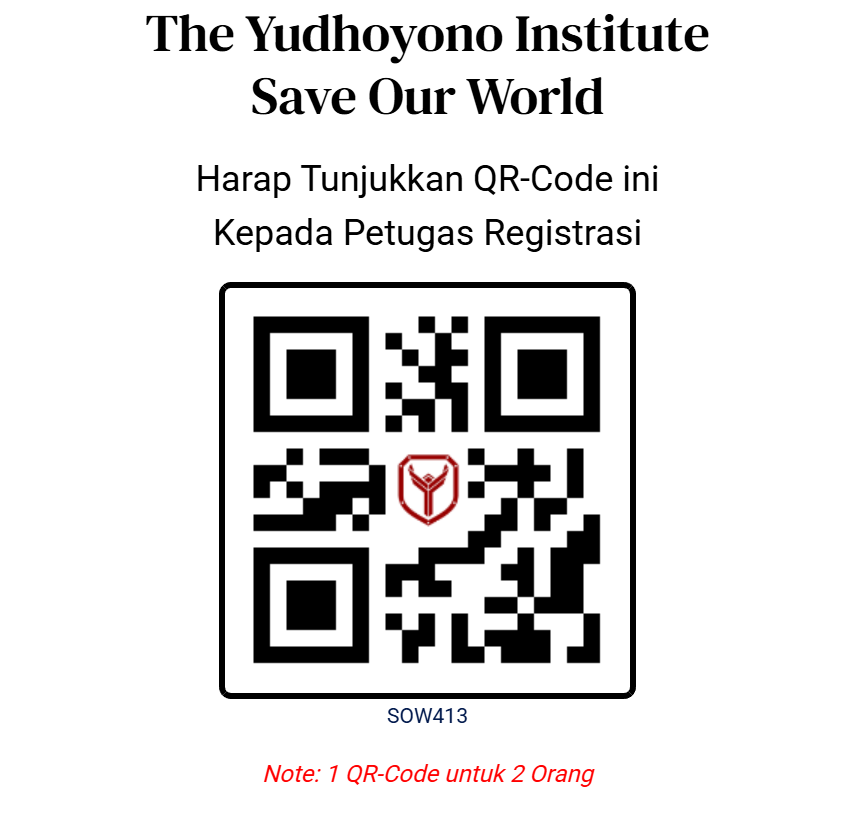 The Yudhoyono Institute
Save Our World
Harap Tunjukkan QR-Code ini
Kepada Petugas Registrasi
SOW413
Note: 1 QR-Code untuk 2 Orang